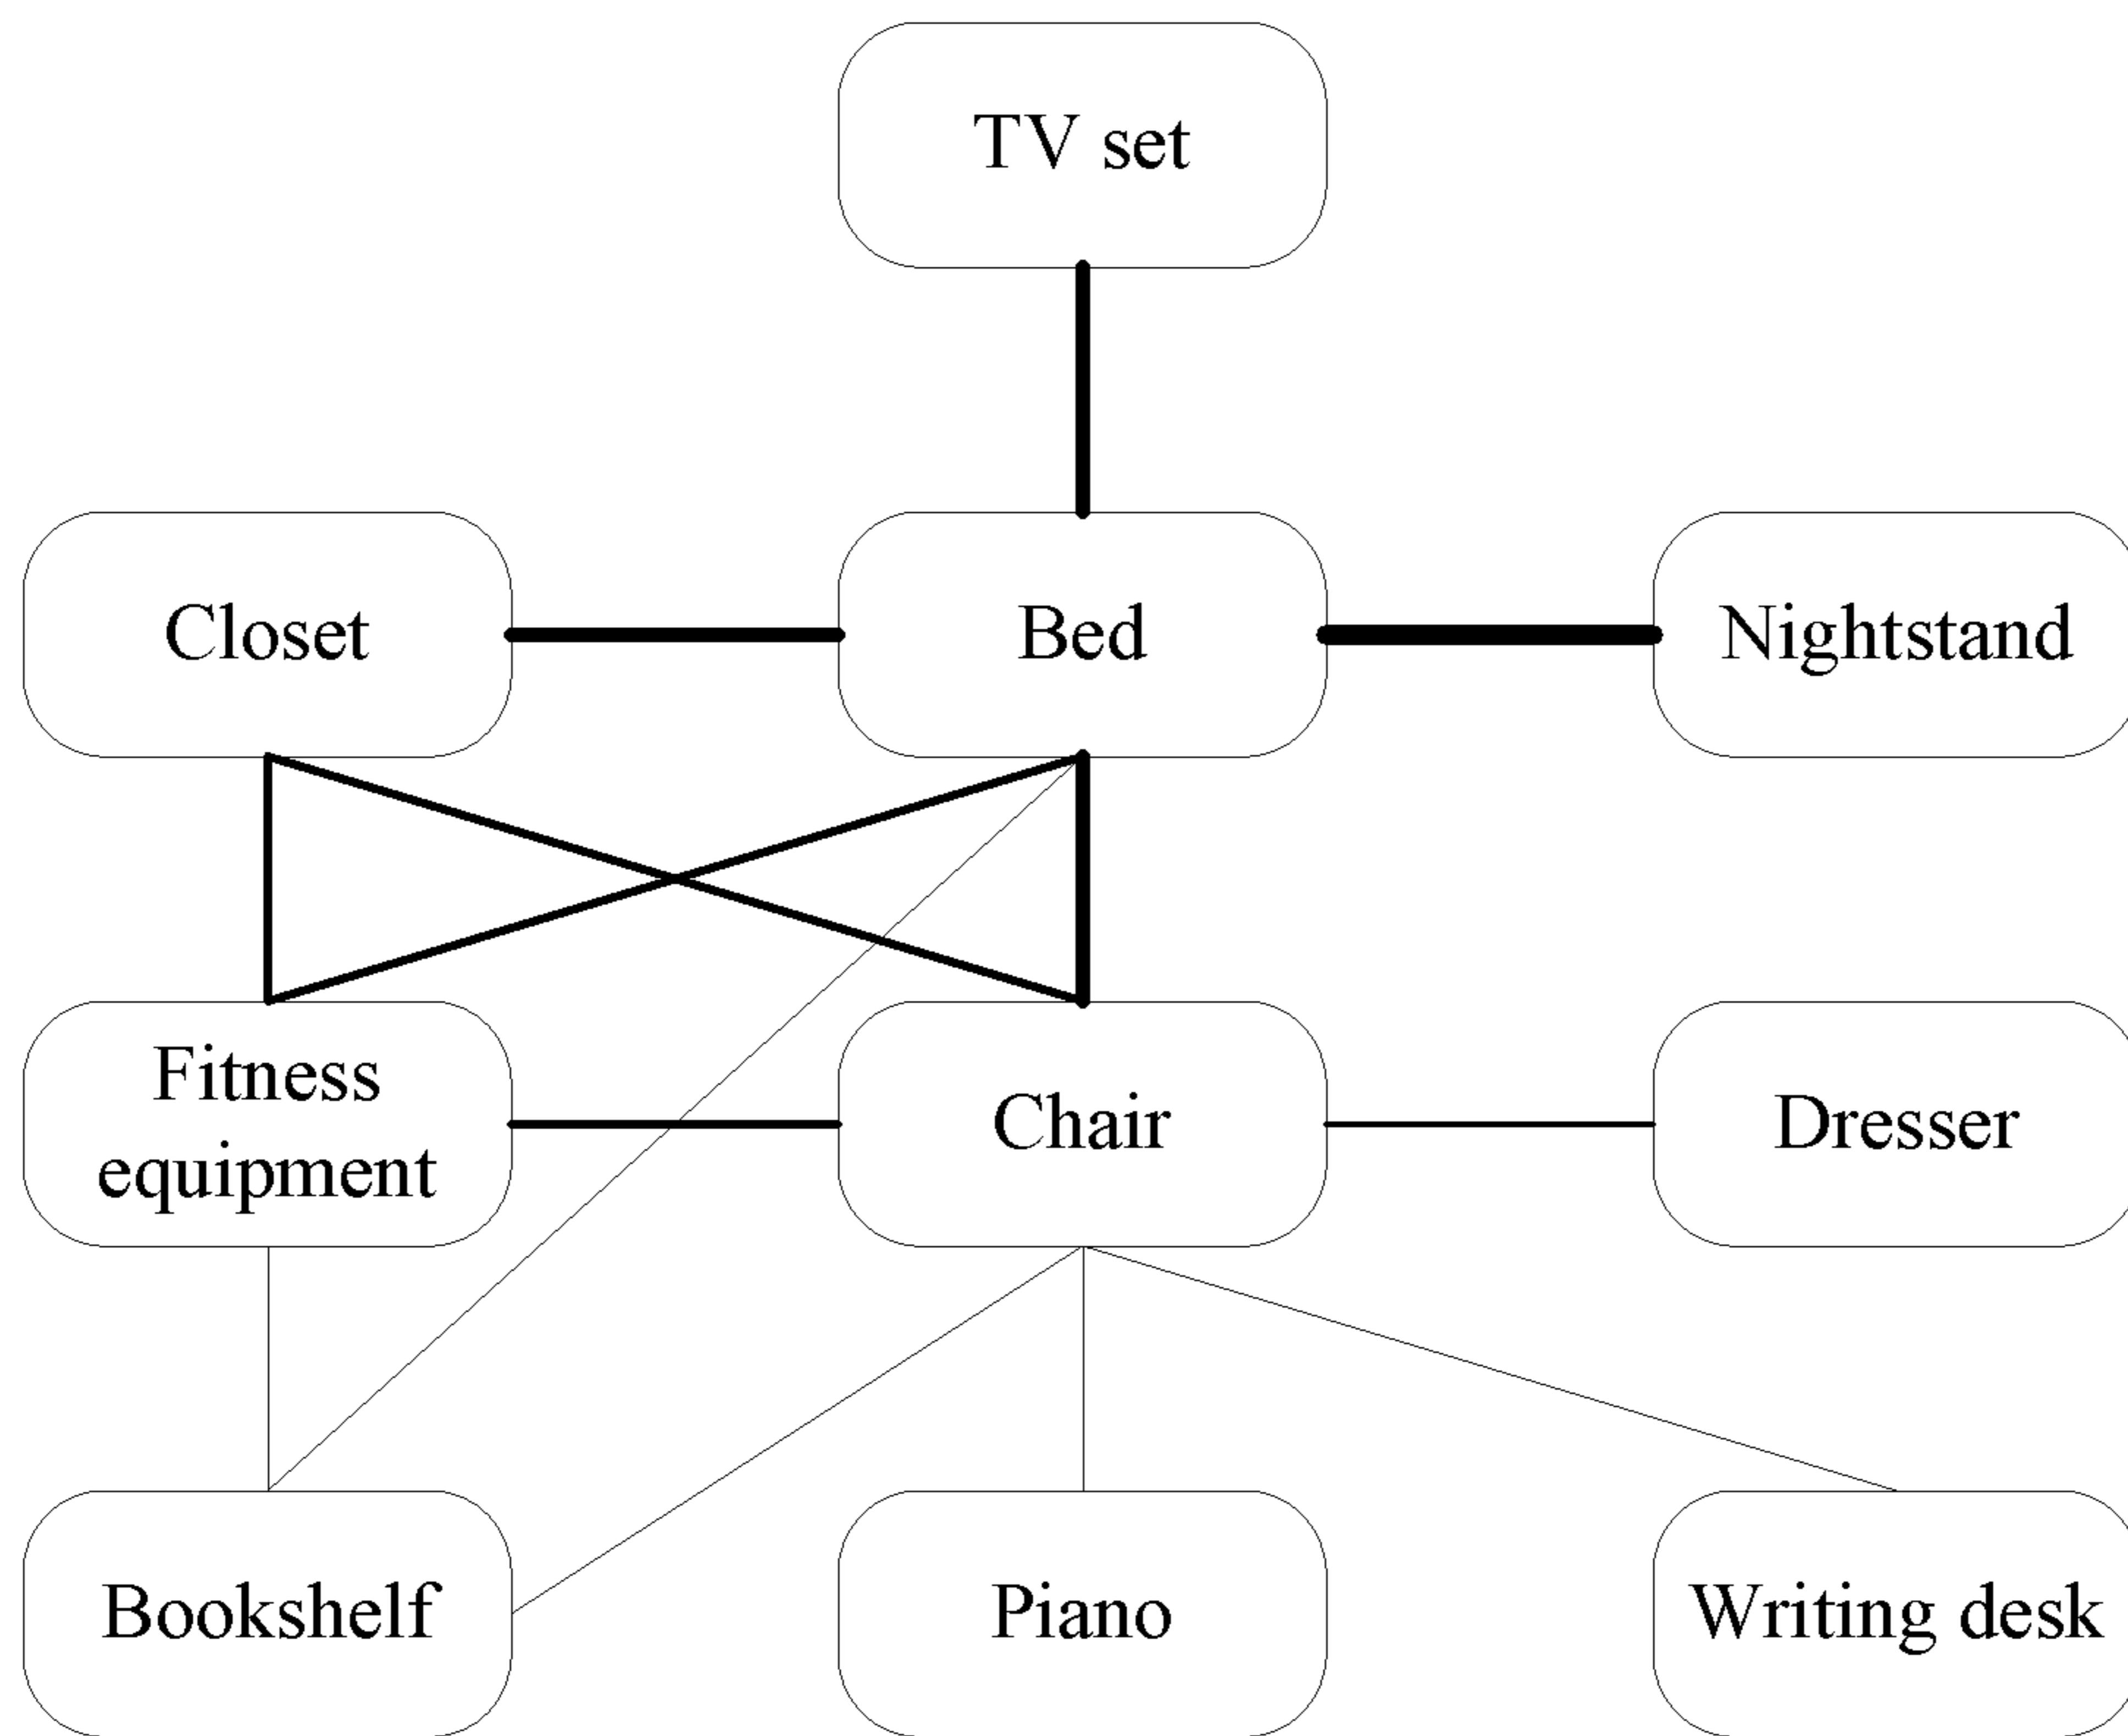 TV set
Closet
Bed
Nightstand
Fitness
equipment
Chair
Dresser
Bookshelf
Piano
Writing desk